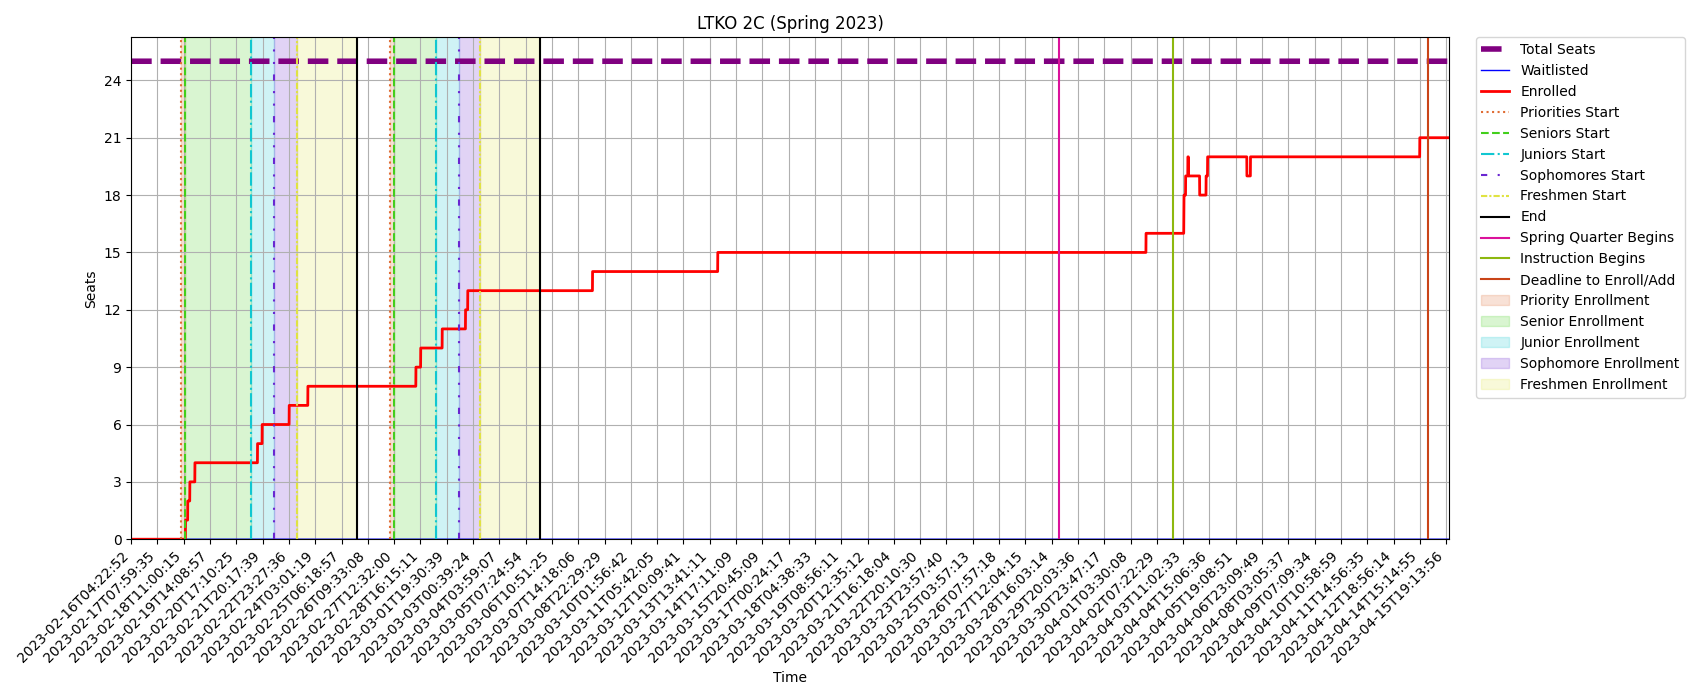 LTKO 2C (Spring 2023)
Seats
24
21
18
15
12
9
6
3
0
2023-02-16T04:22:52
2023-02-17T07:59:35
2023-02-18T11:00:15
2023-02-19T14:08:57
2023-02-20T17:10:25
2023-02-21T20:17:39
2023-02-22T23:27:36
2023-02-24T03:01:19
2023-02-25T06:18:57
2023-02-26T09:33:08
2023-02-27T12:32:00
2023-02-28T16:15:11
2023-03-01T19:30:39
2023-03-03T00:39:24
2023-03-04T03:59:07
2023-03-05T07:24:54
2023-03-06T10:51:25
2023-03-07T14:18:06
2023-03-08T22:29:29
2023-03-10T01:56:42
2023-03-11T05:42:05
2023-03-12T10:09:41
2023-03-13T13:41:11
2023-03-14T17:11:09
2023-03-15T20:45:09
2023-03-17T00:24:17
2023-03-18T04:38:33
2023-03-19T08:56:11
2023-03-20T12:35:12
2023-03-21T16:18:04
2023-03-22T20:10:30
2023-03-23T23:57:40
2023-03-25T03:57:13
2023-03-26T07:57:18
2023-03-27T12:04:15
2023-03-28T16:03:14
2023-03-29T20:03:36
2023-03-30T23:47:17
2023-04-01T03:30:08
2023-04-02T07:22:29
2023-04-03T11:02:33
2023-04-04T15:06:36
2023-04-05T19:08:51
2023-04-06T23:09:49
2023-04-08T03:05:37
2023-04-09T07:09:34
2023-04-10T10:58:59
2023-04-11T14:56:35
2023-04-12T18:56:14
2023-04-14T15:14:55
2023-04-15T19:13:56
Time
Total Seats
Waitlisted
Enrolled
Priorities Start
Seniors Start
Juniors Start
Sophomores Start
Freshmen Start
End
Spring Quarter Begins
Instruction Begins
Deadline to Enroll/Add
Priority Enrollment
Senior Enrollment
Junior Enrollment
Sophomore Enrollment
Freshmen Enrollment